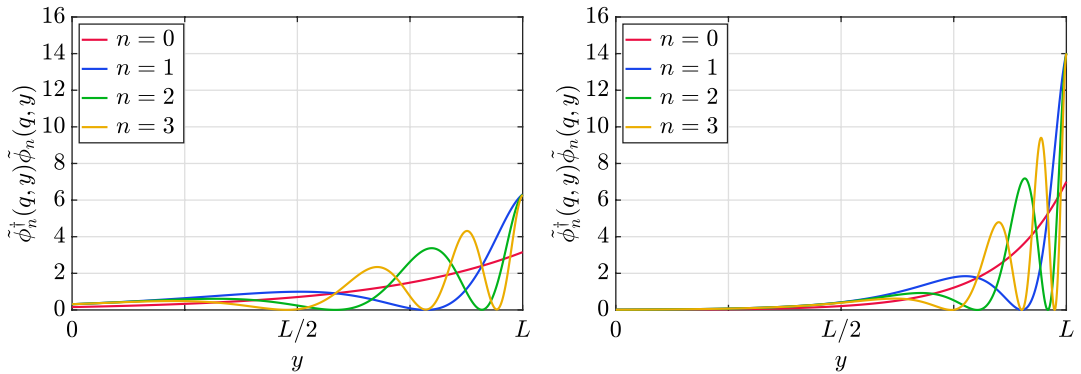 16
14
12
10
8
6
4
2
0
n = 0
n = 1
n = 2
n = 3
ϕ̃†ₙ(q, y)ϕ̃ₙ(q, y)
0
L/2
L
y
16
14
12
10
8
6
4
2
0
n = 0
n = 1
n = 2
n = 3
ϕ̃†ₙ(q, y)ϕ̃ₙ(q, y)
0
L/2
L
y